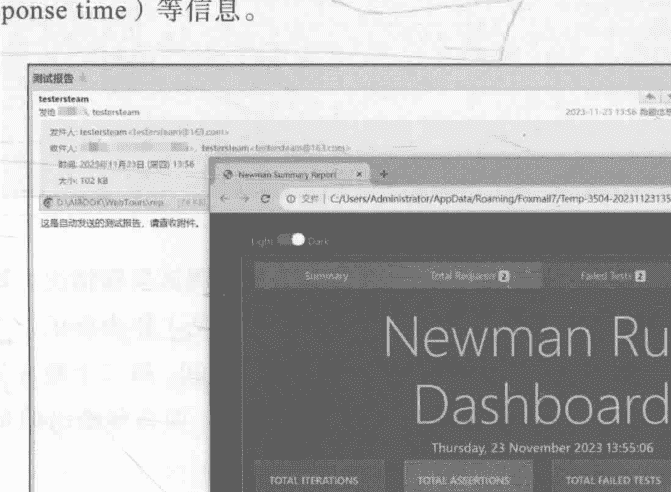 ponse time）等信息。
测试报告
testersteam
发给 、testersteam
2023-11-23 13:56
发件人: testersteam<testersteam@163.com>
收件人: , testersteam<testersteam@163.com>
时间: 2023年11月23日 (周四) 13:56
大小: 102 KB
Newman Summary Report
文件 C:/Users/Administrator/AppData/Roaming/Foxmail7/Temp-3504-2023112313
D:\AIROOK\WebTours\rep
这是自动发送的测试报告，请查收附件。
Light Dark
Summary Total Requests 2 Failed Tests 2
Newman Ru
Dashboard
Thursday, 23 November 2023 13:55:06
TOTAL ITERATIONS TOTAL ASSERTIONS TOTAL FAILED TESTS